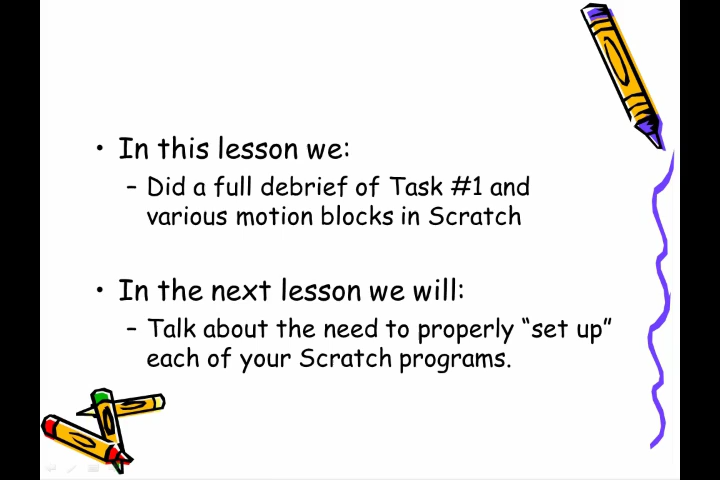 • In this lesson we:
– Did a full debrief of Task #1 and
various motion blocks in Scratch
• In the next lesson we will:
– Talk about the need to properly “set up”
each of your Scratch programs.